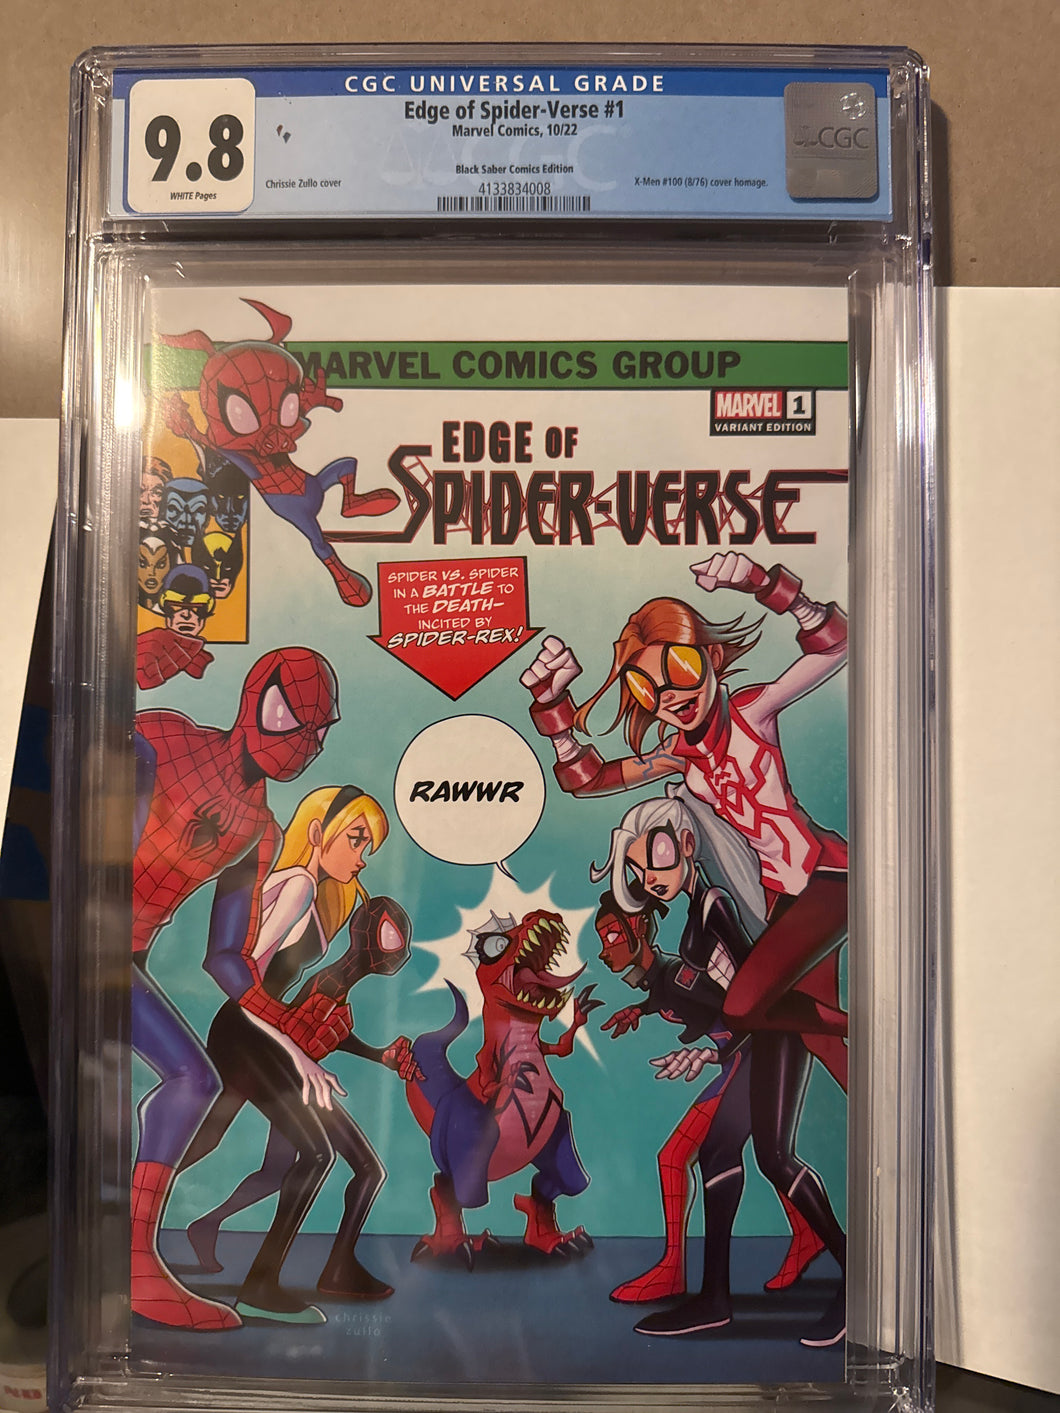 CGC UNIVERSAL GRADE
9.8
WHITE Pages
Edge of Spider-Verse #1
Marvel Comics, 10/22
Chrissie Zullo cover
Black Saber Comics Edition
4133834008
X-Men #100 (8/76) cover homage.
CGC
MARVEL COMICS GROUP
MARVEL 1
VARIANT EDITION
EDGE OF
SPIDER-VERSE
SPIDER VS. SPIDER
IN A BATTLE TO
THE DEATH–
INCITED BY
SPIDER-REX!
RAWWR
chrissie
zullo